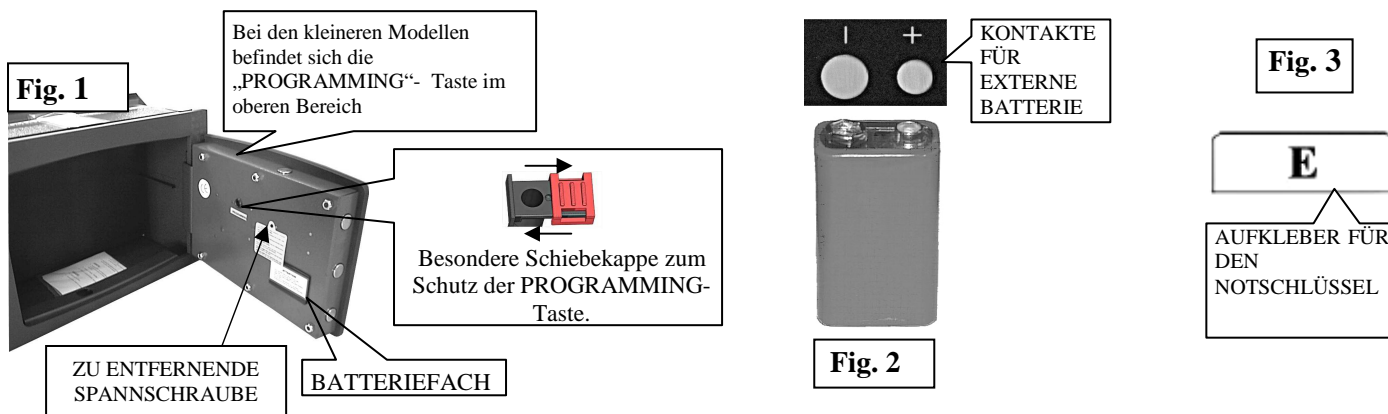 Fig. 1
Bei den kleineren Modellen
befindet sich die
„PROGRAMMING“- Taste im
oberen Bereich
Besondere Schiebekappe zum
Schutz der PROGRAMMING-
Taste.
ZU ENTFERNENDE
SPANNSCHRAUBE
BATTERIEFACH
– +
KONTAKTE
FÜR
EXTERNE
BATTERIE
Fig. 2
Fig. 3
E
AUFKLEBER FÜR
DEN
NOTSCHLÜSSEL